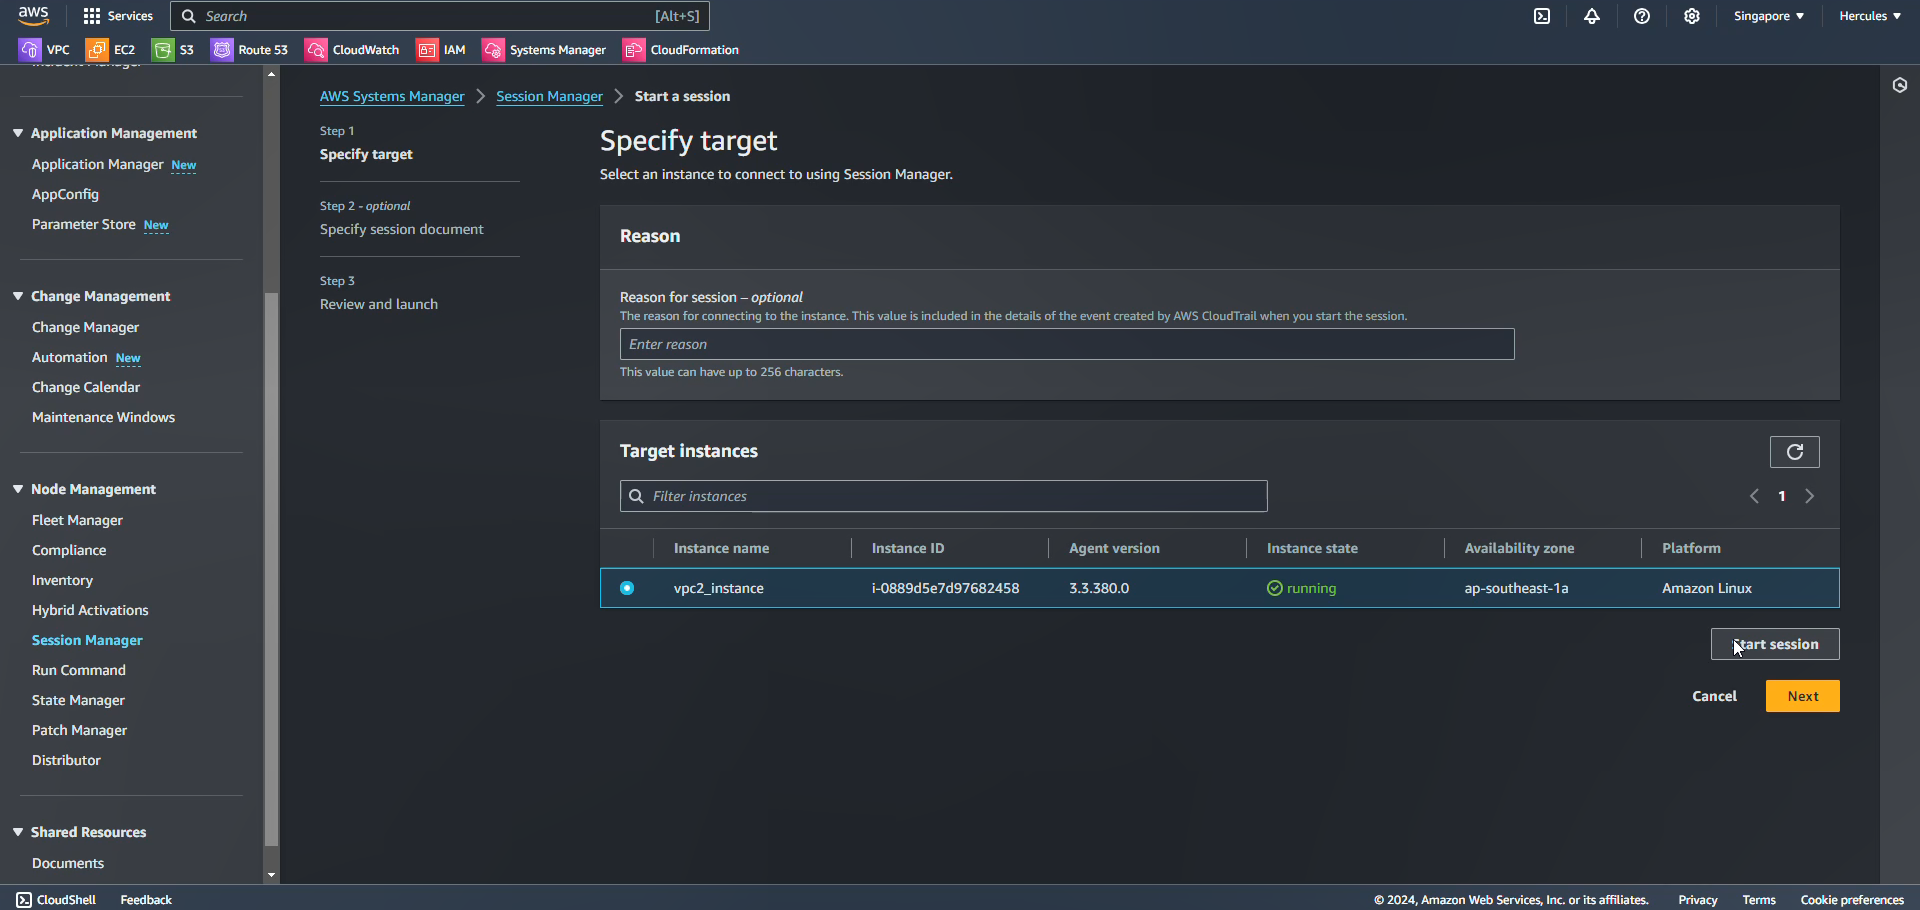 aws
Services
Search
[Alt+S]
Singapore
Hercules
VPC
EC2
S3
Route 53
CloudWatch
IAM
Systems Manager
CloudFormation
Application Management
Application Manager New
AppConfig
Parameter Store New
Change Management
Change Manager
Automation New
Change Calendar
Maintenance Windows
Node Management
Fleet Manager
Compliance
Inventory
Hybrid Activations
Session Manager
Run Command
State Manager
Patch Manager
Distributor
Shared Resources
Documents
AWS Systems Manager > Session Manager > Start a session
Step 1
Specify target
Step 2 - optional
Specify session document
Step 3
Review and launch
Specify target
Select an instance to connect to using Session Manager.
Reason
Reason for session – optional
The reason for connecting to the instance. This value is included in the details of the event created by AWS CloudTrail when you start the session.
Enter reason
This value can have up to 256 characters.
Target instances
Filter instances
1
Instance name Instance ID Agent version Instance state Availability zone Platform
vpc2_instance i-0889d5e7d97682458 3.3.380.0 running ap-southeast-1a Amazon Linux
Start session
Cancel
Next
CloudShell
Feedback
© 2024, Amazon Web Services, Inc. or its affiliates.
Privacy
Terms
Cookie preferences